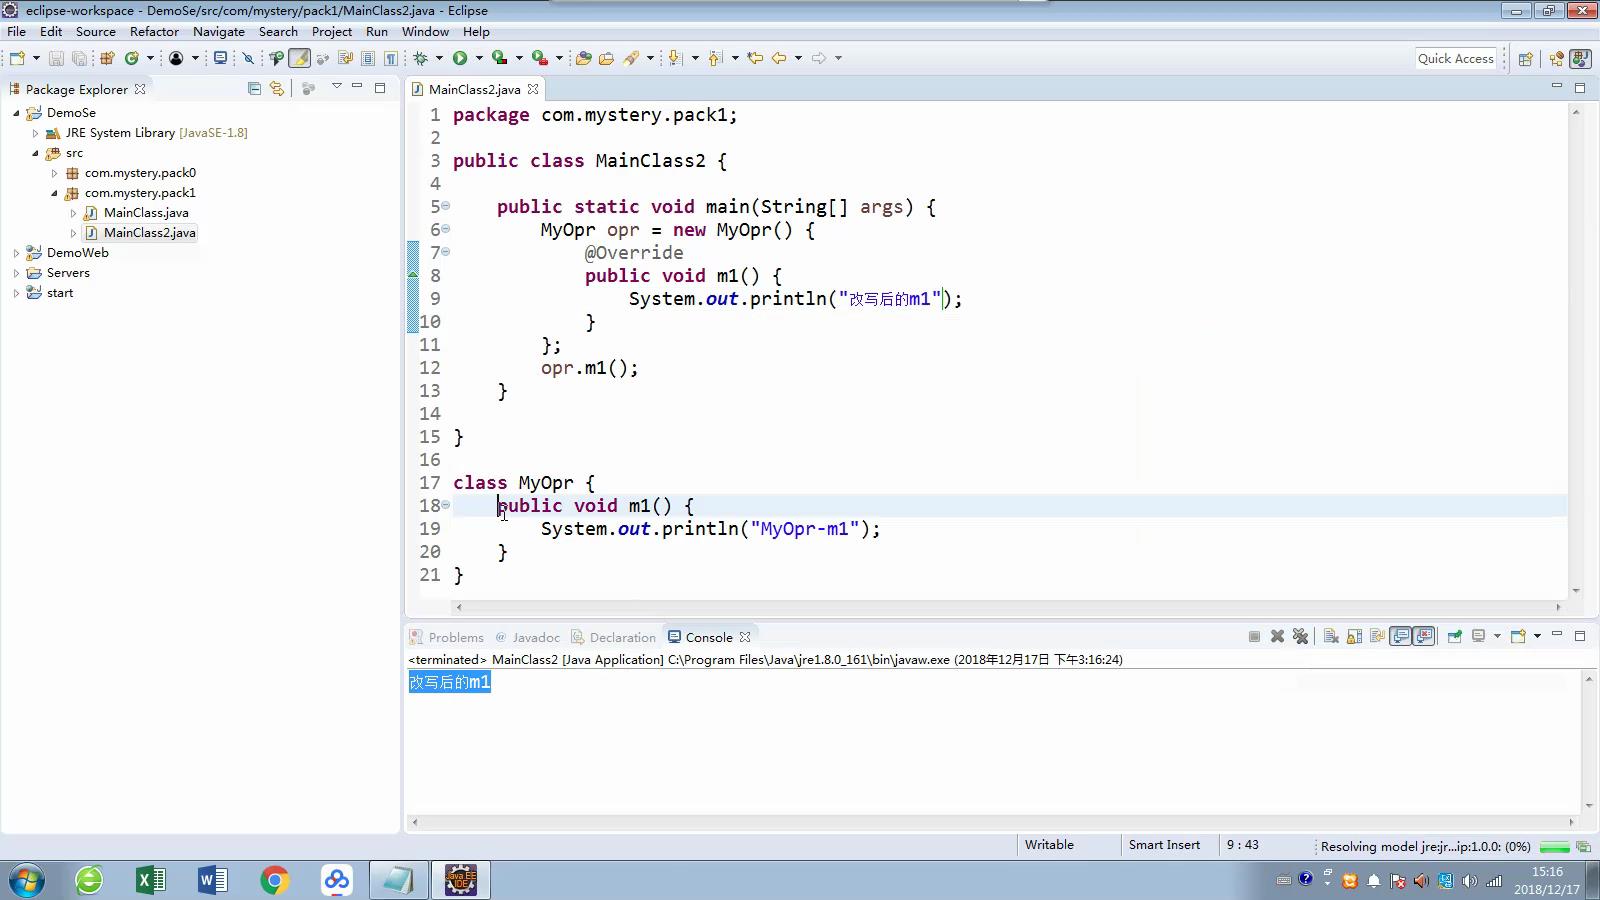 eclipse-workspace - DemoSe/src/com/mystery/pack1/MainClass2.java - Eclipse
File Edit Source Refactor Navigate Search Project Run Window Help
Quick Access
Package Explorer
DemoSe
JRE System Library [JavaSE-1.8]
src
com.mystery.pack0
com.mystery.pack1
MainClass.java
MainClass2.java
DemoWeb
Servers
start
MainClass2.java
1 package com.mystery.pack1;
2
3 public class MainClass2 {
4
5 public static void main(String[] args) {
6 MyOpr opr = new MyOpr() {
7 @Override
8 public void m1() {
9 System.out.println("改写后的m1");
10 }
11 };
12 opr.m1();
13 }
14
15 }
16
17 class MyOpr {
18 public void m1() {
19 System.out.println("MyOpr-m1");
20 }
21 }
Problems @ Javadoc Declaration Console
<terminated> MainClass2 [Java Application] C:\Program Files\Java\jre1.8.0_161\bin\javaw.exe (2018年12月17日 下午3:16:24)
改写后的m1
Writable Smart Insert 9 : 43 Resolving model jre:jr...ip:1.0.0: (0%)
Java EE
IDE
15:16
2018/12/17